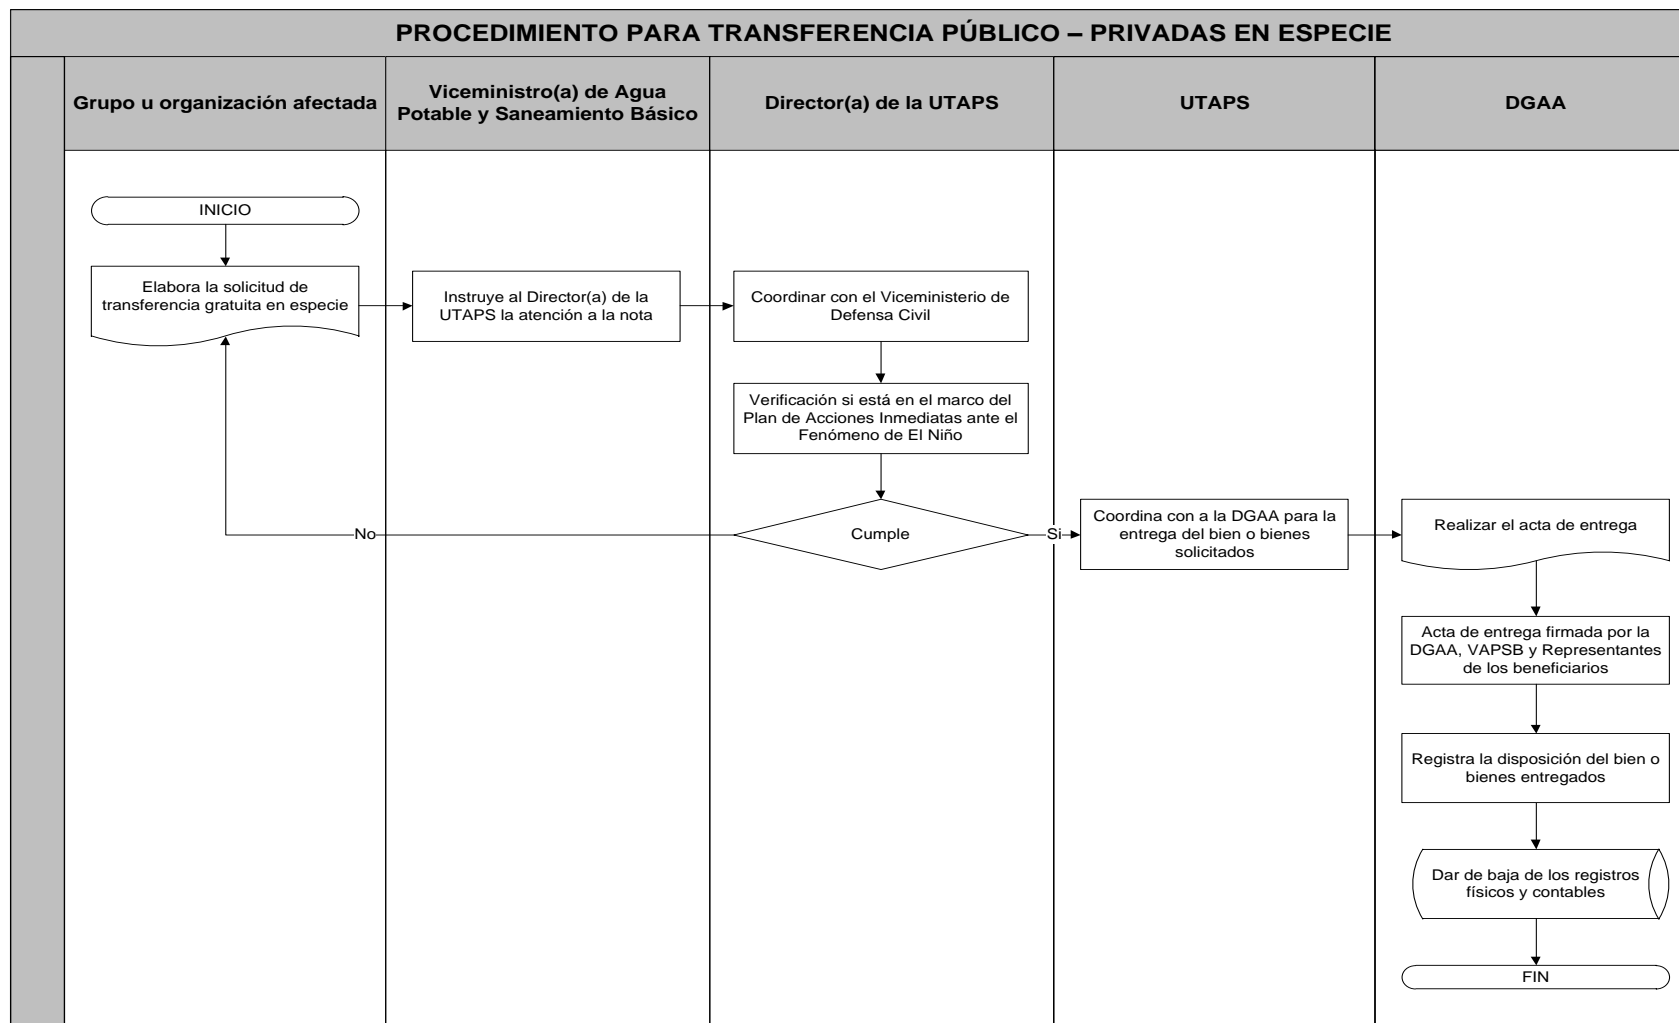 PROCEDIMIENTO PARA TRANSFERENCIA PÚBLICO – PRIVADAS EN ESPECIE
Grupo u organización afectada
Viceministro(a) de Agua
Potable y Saneamiento Básico
Director(a) de la UTAPS
UTAPS
DGAA
INICIO
Elabora la solicitud de
transferencia gratuita en especie
Instruye al Director(a) de la
UTAPS la atención a la nota
Coordinar con el Viceministerio de
Defensa Civil
Verificación si está en el marco del
Plan de Acciones Inmediatas ante el
Fenómeno de El Niño
Cumple
No
Si
Coordina con a la DGAA para la
entrega del bien o bienes
solicitados
Realizar el acta de entrega
Acta de entrega firmada por la
DGAA, VAPSB y Representantes
de los beneficiarios
Registra la disposición del bien o
bienes entregados
Dar de baja de los registros
físicos y contables
FIN